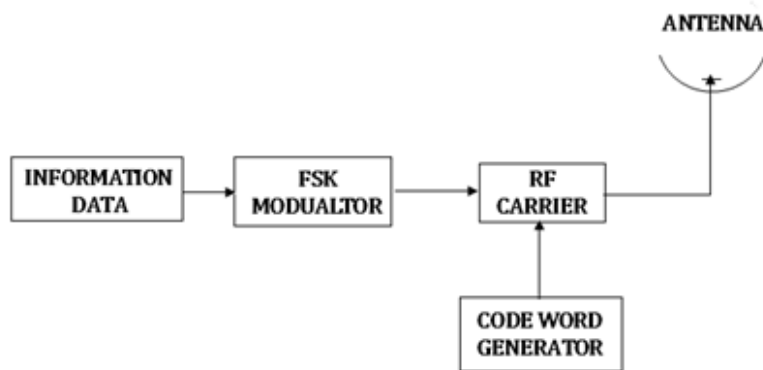 ANTENNA
INFORMATION
DATA
FSK
MODUALTOR
RF
CARRIER
CODE WORD
GENERATOR